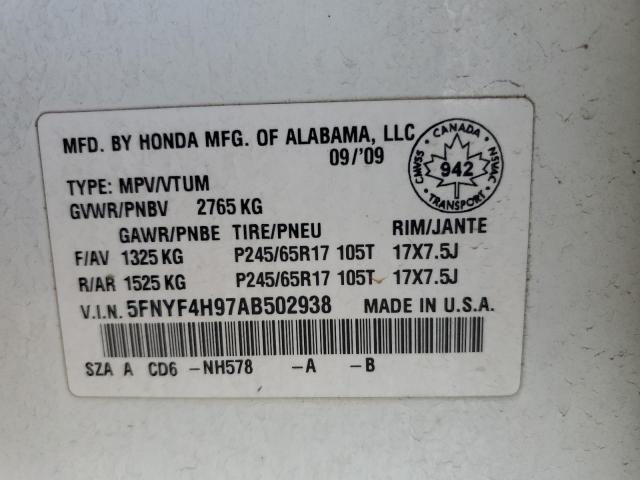 MFD. BY HONDA MFG. OF ALABAMA, LLC
09/'09
CANADA
CMVSS 942 NSVAC
TRANSPORT
TYPE: MPV/VTUM
GVWR/PNBV 2765 KG
GAWR/PNBE TIRE/PNEU RIM/JANTE
F/AV 1325 KG P245/65R17 105T 17X7.5J
R/AR 1525 KG P245/65R17 105T 17X7.5J
V.I.N. 5FNYF4H97AB502938 MADE IN U.S.A.
SZA A CD6 -NH578 -A -B